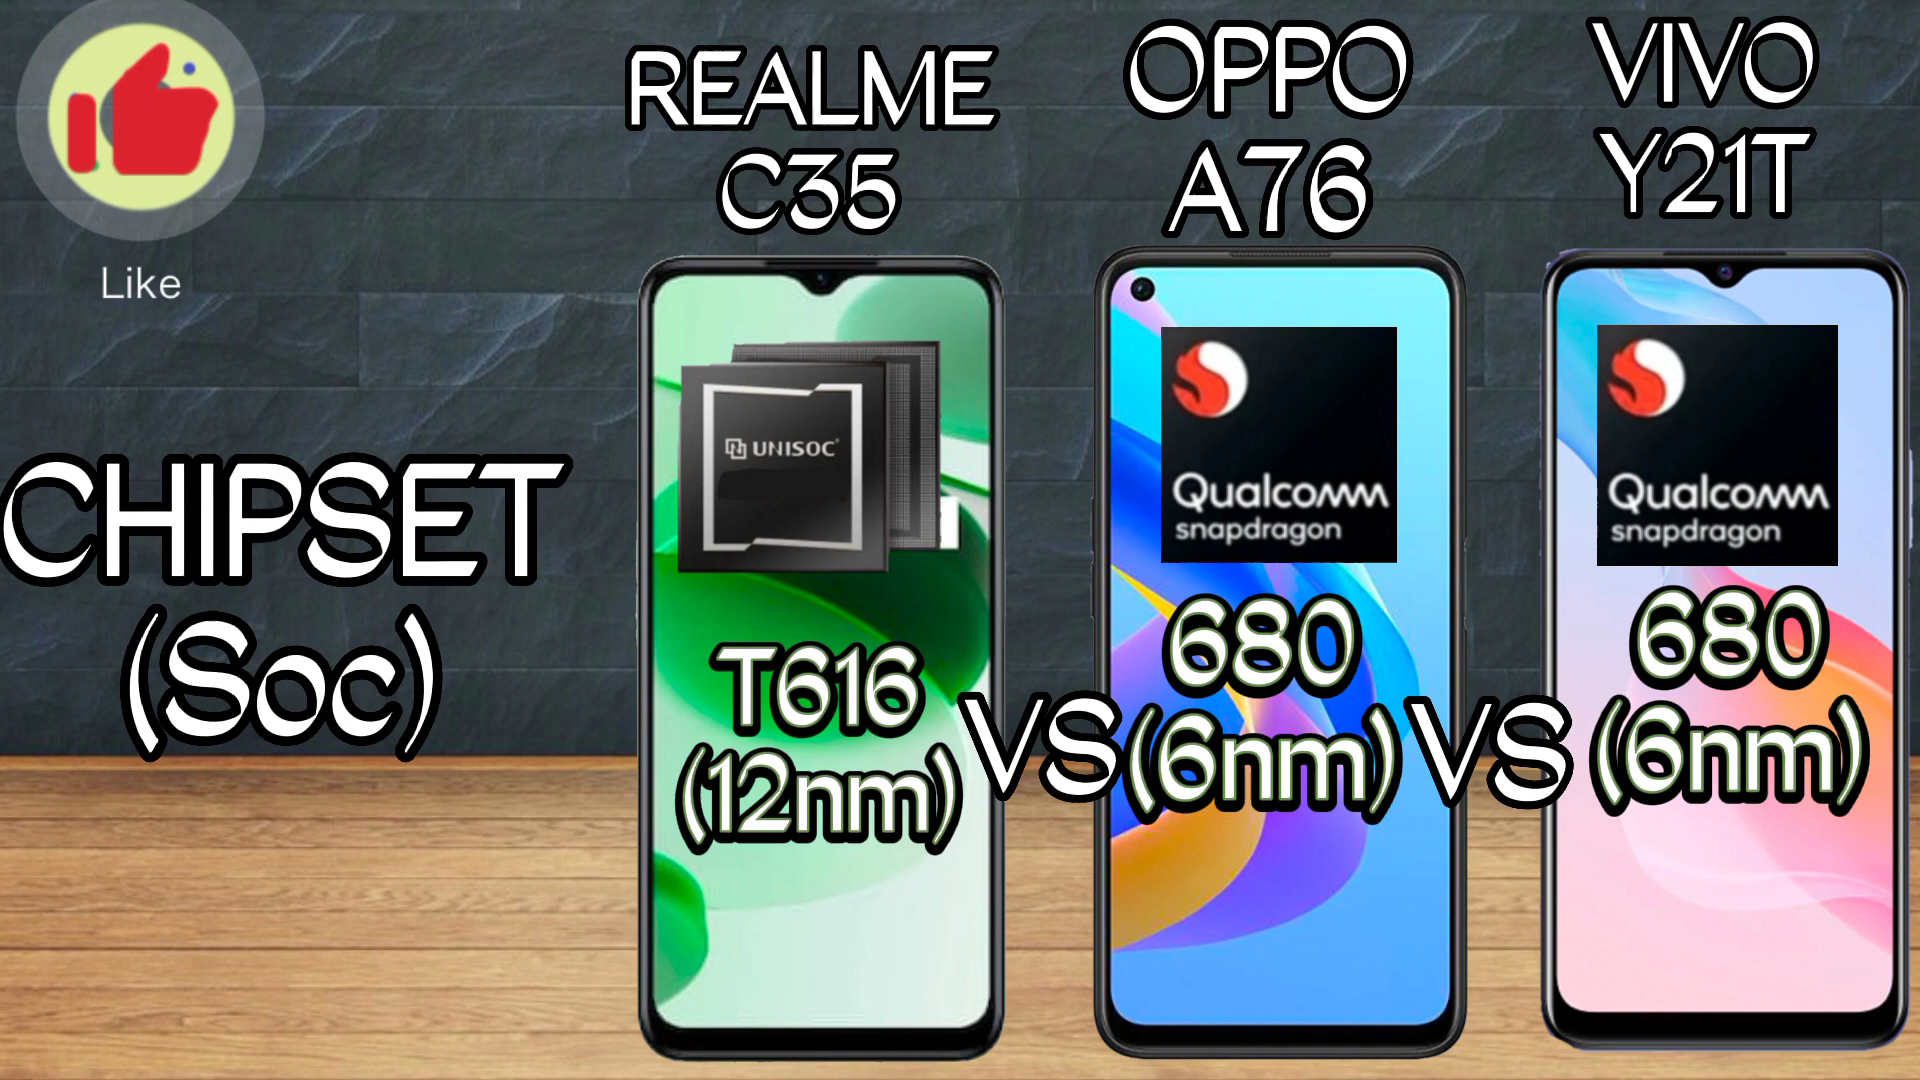 Like
REALME
C35
OPPO
A76
VIVO
Y21T
CHIPSET
(Soc)
UNISOC
T616
(12nm)
VS
Qualcomm
snapdragon
680
(6nm)
VS
Qualcomm
snapdragon
680
(6nm)